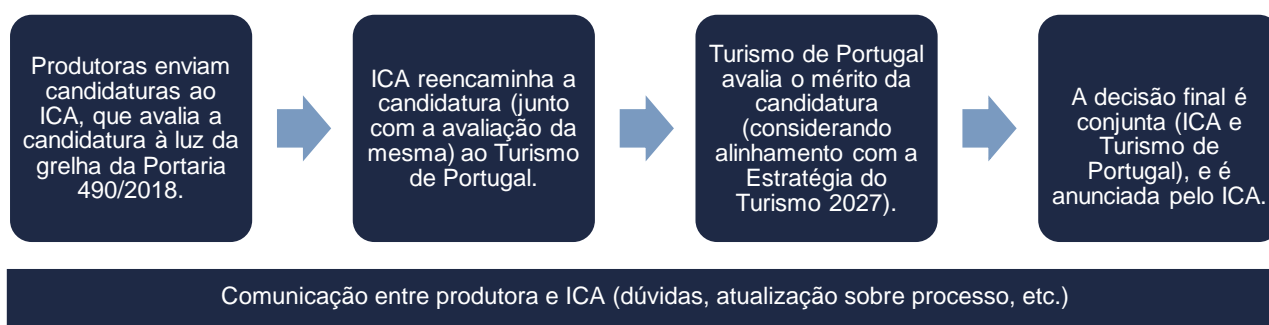 Produtoras enviam
candidaturas ao
ICA, que avalia a
candidatura à luz da
grelha da Portaria
490/2018.
ICA reencaminha a
candidatura (junto
com a avaliação da
mesma) ao Turismo
de Portugal.
Turismo de Portugal
avalia o mérito da
candidatura
(considerando
alinhamento com a
Estratégia do
Turismo 2027).
A decisão final é
conjunta (ICA e
Turismo de
Portugal), e é
anunciada pelo ICA.
Comunicação entre produtora e ICA (dúvidas, atualização sobre processo, etc.)